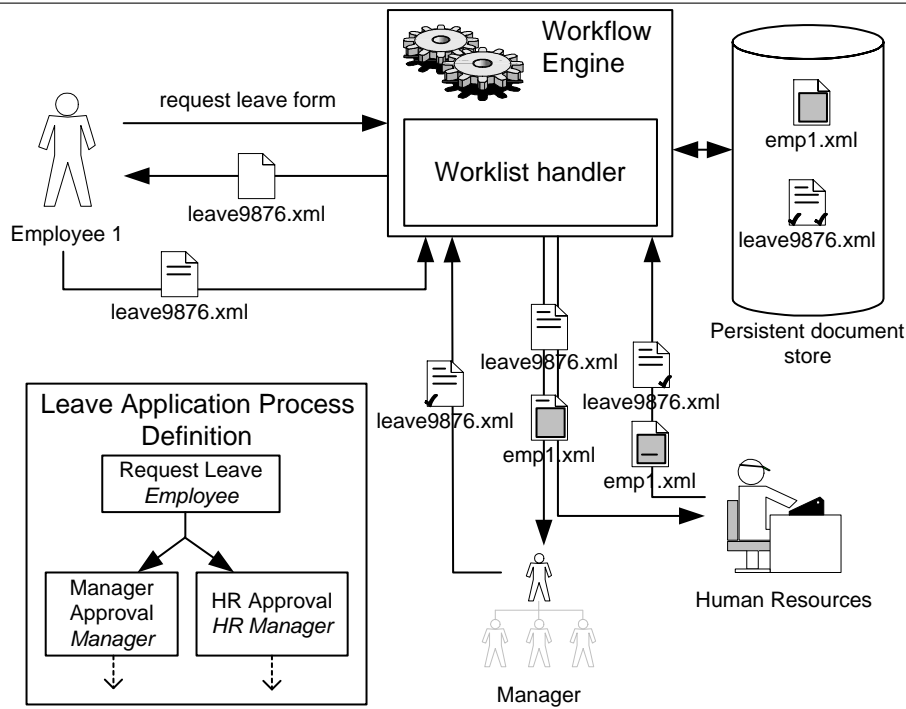 Workflow
Engine
request leave form
Worklist handler
leave9876.xml
Employee 1
leave9876.xml
emp1.xml
leave9876.xml
Persistent document
store
leave9876.xml
leave9876.xml
leave9876.xml
emp1.xml
emp1.xml
Leave Application Process
Definition
Request Leave
Employee
Manager
Approval
Manager
HR Approval
HR Manager
Manager
Human Resources